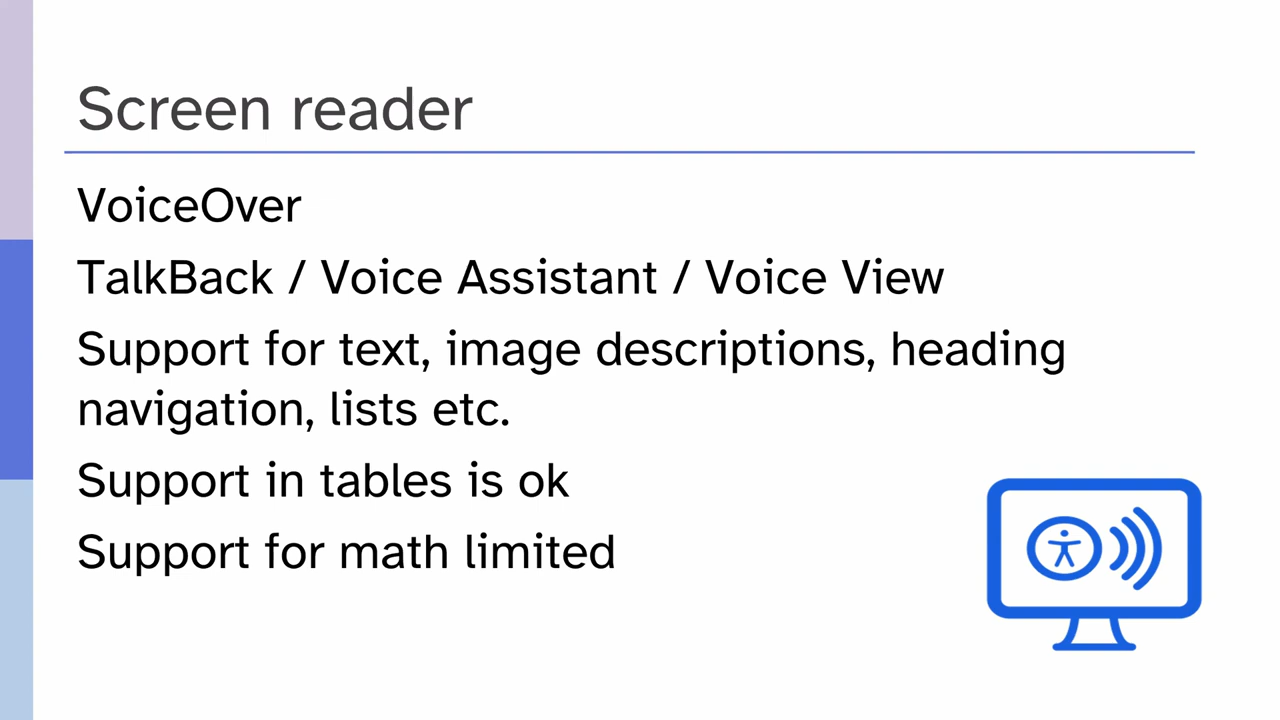 Screen reader
VoiceOver
TalkBack / Voice Assistant / Voice View
Support for text, image descriptions, heading
navigation, lists etc.
Support in tables is ok
Support for math limited